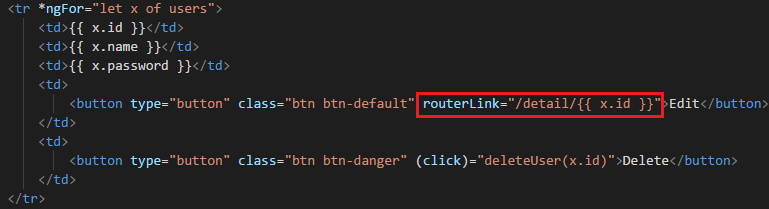 <tr *ngFor="let x of users">
    <td>{{ x.id }}</td>
    <td>{{ x.name }}</td>
    <td>{{ x.password }}</td>
    <td>
        <button type="button" class="btn btn-default" routerLink="/detail/{{ x.id }}">Edit</button>
    </td>
    <td>
        <button type="button" class="btn btn-danger" (click)="deleteUser(x.id)">Delete</button>
    </td>
</tr>